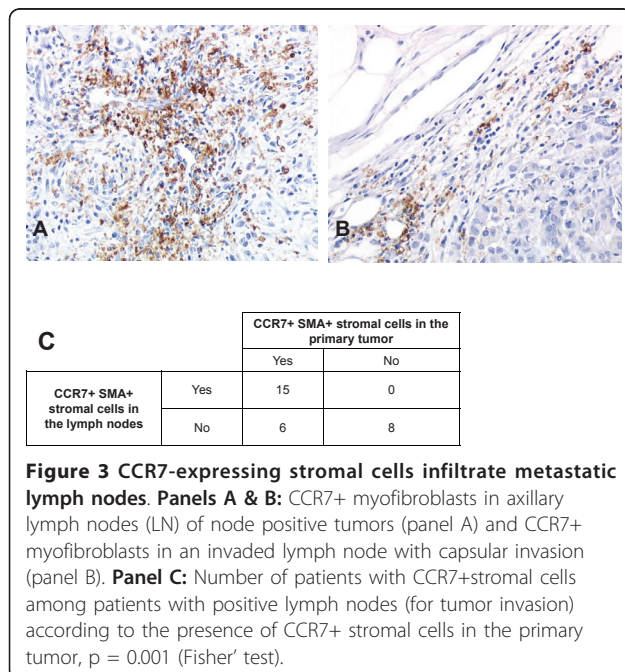 A
B
C
CCR7+ SMA+ stromal cells in the
primary tumor
Yes No
CCR7+ SMA+
stromal cells in
the lymph nodes
Yes 15 0
No 6 8
Figure 3 CCR7-expressing stromal cells infiltrate metastatic
lymph nodes. Panels A & B: CCR7+ myofibroblasts in axillary
lymph nodes (LN) of node positive tumors (panel A) and CCR7+
myofibroblasts in an invaded lymph node with capsular invasion
(panel B). Panel C: Number of patients with CCR7+stromal cells
among patients with positive lymph nodes (for tumor invasion)
according to the presence of CCR7+ stromal cells in the primary
tumor, p = 0.001 (Fisher' test).